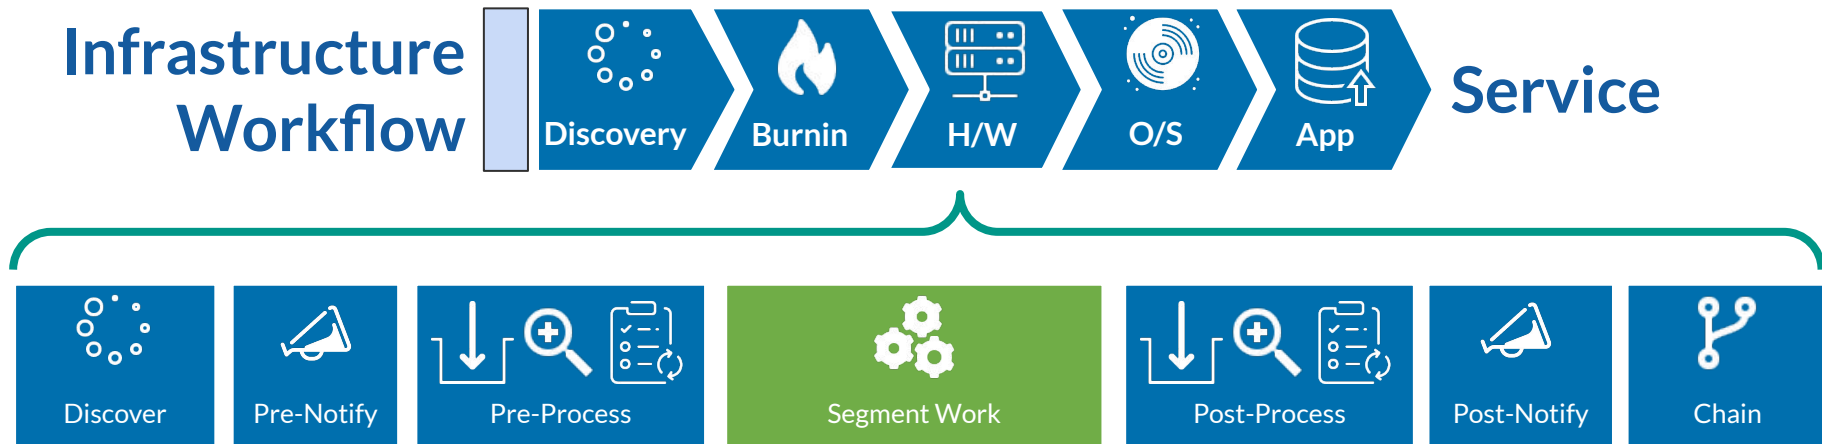 Infrastructure
Workflow
Discovery
Burnin
H/W
O/S
App
Service
Discover
Pre-Notify
Pre-Process
Segment Work
Post-Process
Post-Notify
Chain